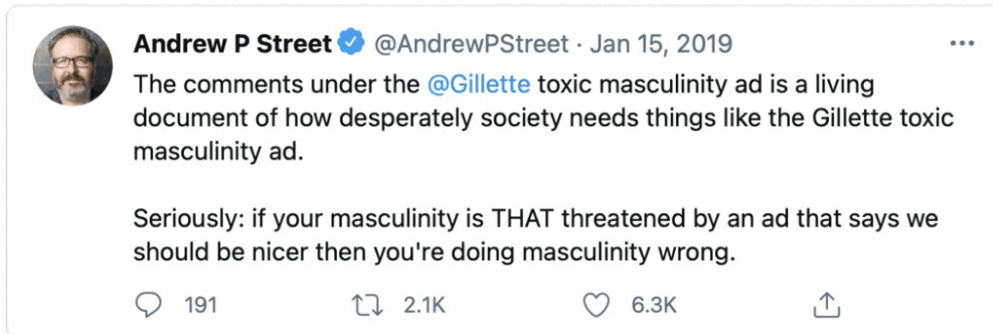 Andrew P Street @AndrewPStreet · Jan 15, 2019
The comments under the @Gillette toxic masculinity ad is a living
document of how desperately society needs things like the Gillette toxic
masculinity ad.
Seriously: if your masculinity is THAT threatened by an ad that says we
should be nicer then you're doing masculinity wrong.
191 2.1K 6.3K